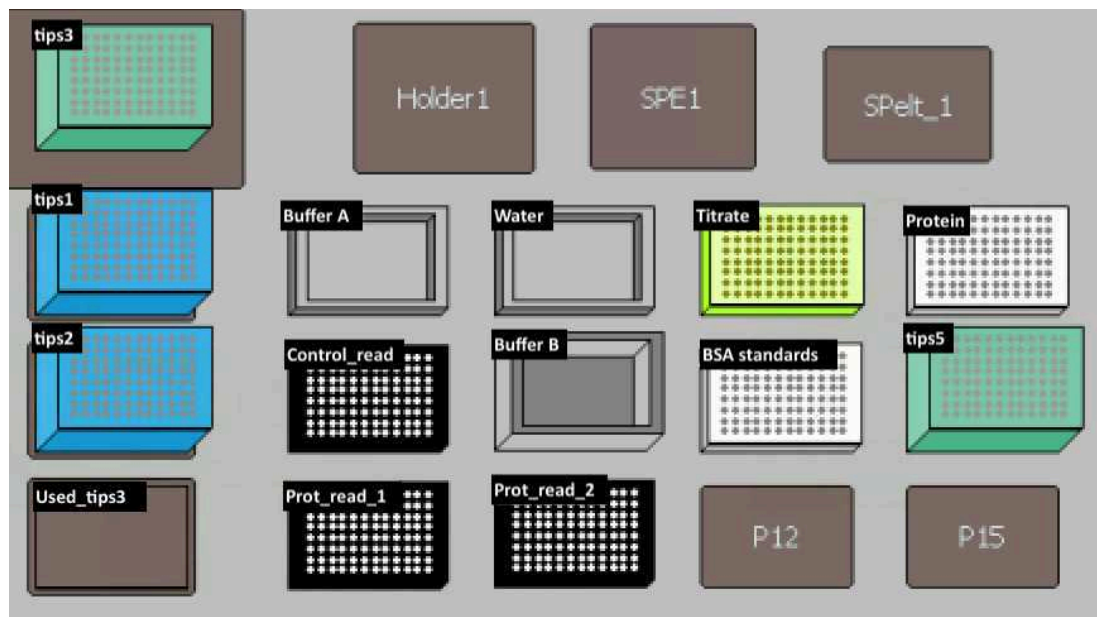 tips3
Holder1
SPE1
SPelt_1
tips1
Buffer A
Water
Titrate
Protein
tips2
Control_read
Buffer B
BSA standards
tips5
Used_tips3
Prot_read_1
Prot_read_2
P12
P15